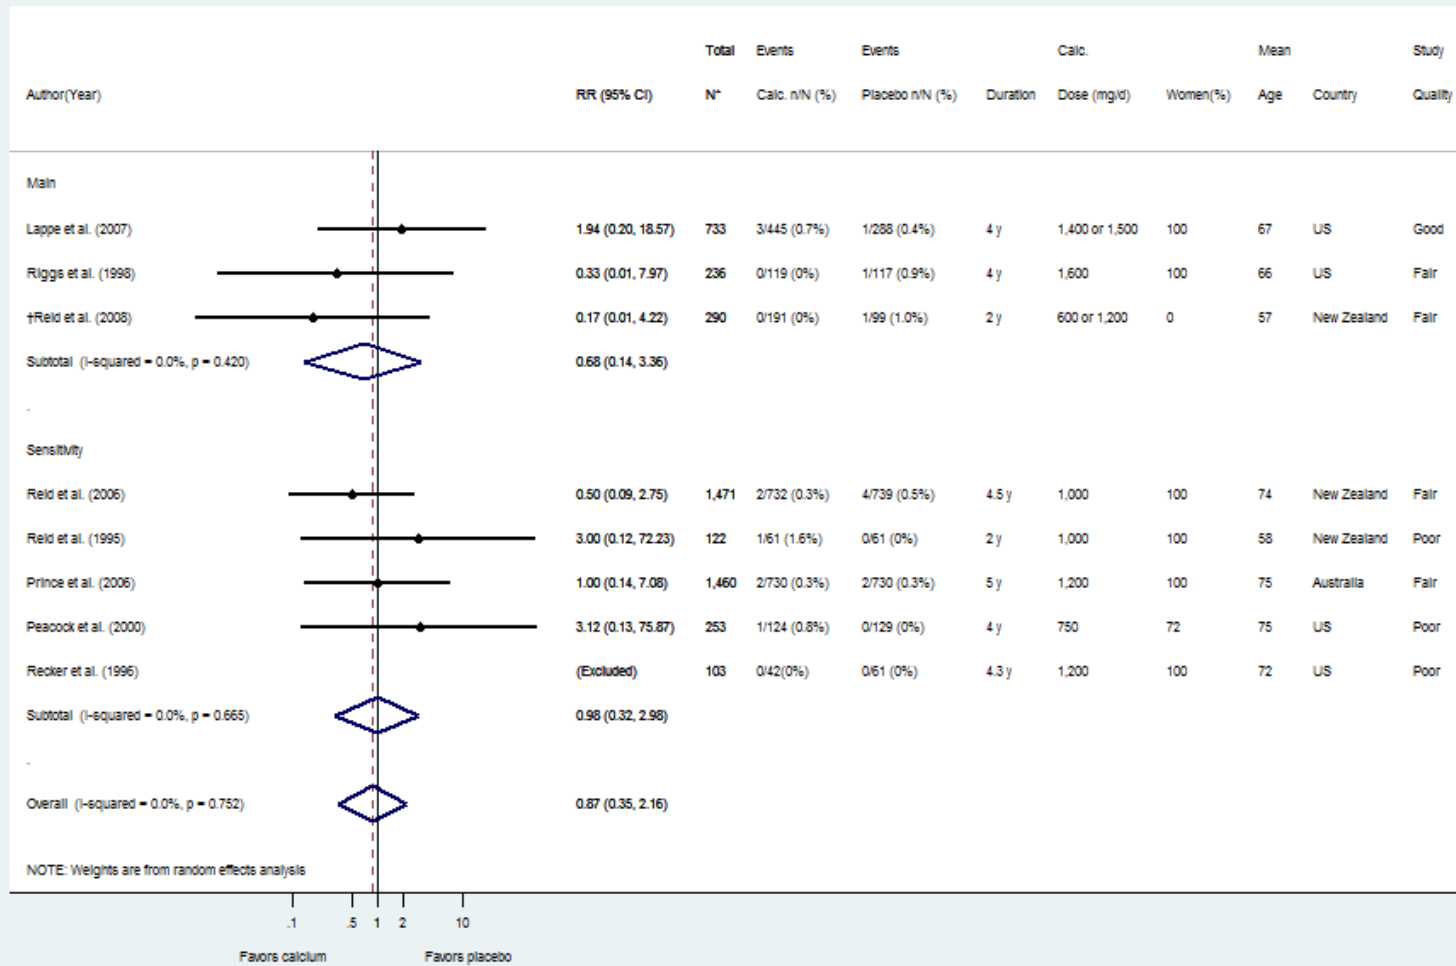 Total Events Events Calc. Mean Study
Author(Year) RR (95% CI) N* Calc. n/N (%) Placebo n/N (%) Duration Dose (mg/d) Women(%) Age Country Quality
Main
Lappe et al. (2007) 1.94 (0.20, 18.57) 733 3/445 (0.7%) 1/288 (0.4%) 4 y 1,400 or 1,500 100 67 US Good
Riggs et al. (1998) 0.33 (0.01, 7.97) 236 0/119 (0%) 1/117 (0.9%) 4 y 1,600 100 66 US Fair
†Reid et al. (2008) 0.17 (0.01, 4.22) 290 0/191 (0%) 1/99 (1.0%) 2 y 600 or 1,200 0 57 New Zealand Fair
Subtotal (I-squared = 0.0%, p = 0.420) 0.68 (0.14, 3.36)
.
Sensitivity
Reid et al. (2006) 0.50 (0.09, 2.75) 1,471 2/732 (0.3%) 4/739 (0.5%) 4.5 y 1,000 100 74 New Zealand Fair
Reid et al. (1995) 3.00 (0.12, 72.23) 122 1/61 (1.6%) 0/61 (0%) 2 y 1,000 100 58 New Zealand Poor
Prince et al. (2006) 1.00 (0.14, 7.08) 1,460 2/730 (0.3%) 2/730 (0.3%) 5 y 1,200 100 75 Australia Fair
Peacock et al. (2000) 3.12 (0.13, 75.87) 253 1/124 (0.8%) 0/129 (0%) 4 y 750 72 75 US Poor
Recker et al. (1996) (Excluded) 103 0/42(0%) 0/61 (0%) 4.3 y 1,200 100 72 US Poor
Subtotal (I-squared = 0.0%, p = 0.665) 0.98 (0.32, 2.98)
.
Overall (I-squared = 0.0%, p = 0.752) 0.87 (0.35, 2.16)
NOTE: Weights are from random effects analysis
.1 .5 1 2 10
Favors calcium Favors placebo